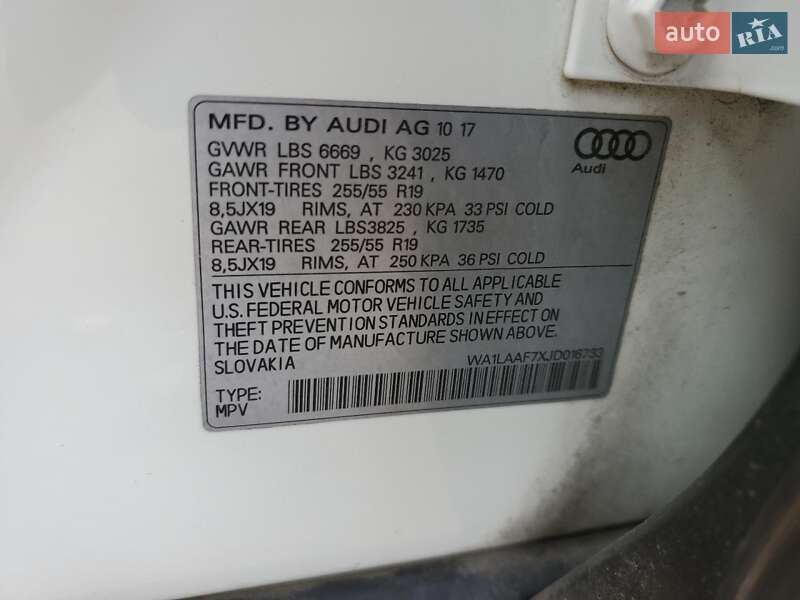 auto RIA
.com
MFD. BY AUDI AG 10 17
GVWR LBS 6669 , KG 3025
GAWR FRONT LBS 3241 , KG 1470
FRONT-TIRES 255/55 R19
8,5JX19 RIMS, AT 230 KPA 33 PSI COLD
GAWR REAR LBS3825 , KG 1735
REAR-TIRES 255/55 R19
8,5JX19 RIMS, AT 250 KPA 36 PSI COLD
Audi
THIS VEHICLE CONFORMS TO ALL APPLICABLE
U.S. FEDERAL MOTOR VEHICLE SAFETY AND
THEFT PREVENTION STANDARDS IN EFFECT ON
THE DATE OF MANUFACTURE SHOWN ABOVE
SLOVAKIA
WA1LAAF7XJD016733
TYPE:
MPV